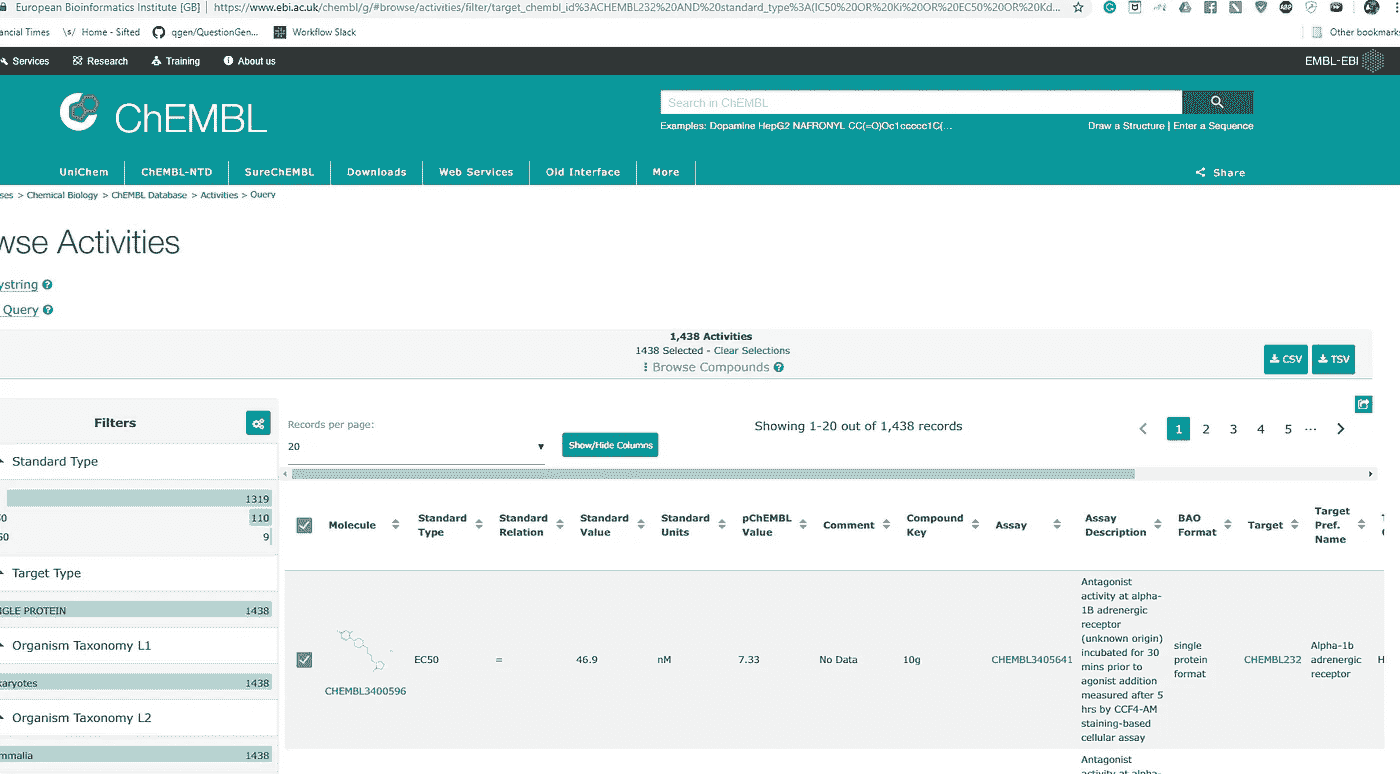 European Bioinformatics Institute [GB] | https://www.ebi.ac.uk/chembl/g/#browse/activities/filter/target_chembl_id%3ACHEMBL232%20AND%20standard_type%3A(IC50%20OR%20Ki%20OR%20EC50%20OR%20Kd...
ancial Times \s/ Home - Sifted qgen/QuestionGen... Workflow Slack Other bookmarks
Services Research Training About us EMBL-EBI
ChEMBL
Search in ChEMBL
Examples: Dopamine HepG2 NAFRONYL CC(=O)Oc1ccccc1C(... Draw a Structure | Enter a Sequence
UniChem ChEMBL-NTD SureChEMBL Downloads Web Services Old Interface More Share
ses > Chemical Biology > ChEMBL Database > Activities > Query
wse Activities
ystring
Query
1,438 Activities
1438 Selected - Clear Selections
Browse Compounds
CSV TSV
Filters
Records per page:
20
Show/Hide Columns
Showing 1-20 out of 1,438 records
1 2 3 4 5 ...
Standard Type
1319
0 110
50 9
Target Type
NGLE PROTEIN 1438
Organism Taxonomy L1
karyotes 1438
Organism Taxonomy L2
mmalia 1438
Molecule
Standard
Type
Standard
Relation
Standard
Value
Standard
Units
pChEMBL
Value
Comment
Compound
Key
Assay
Assay
Description
BAO
Format
Target
Target
Pref.
Name
CHEMBL3400596
EC50
=
46.9
nM
7.33
No Data
10g
CHEMBL3405641
Antagonist
activity at alpha-
1B adrenergic
receptor
(unknown origin)
incubated for 30
mins prior to
agonist addition
measured after 5
hrs by CCF4-AM
staining-based
cellular assay
single
protein
format
CHEMBL232
Alpha-1b
adrenergic
receptor
H
Antagonist
activity at alpha-